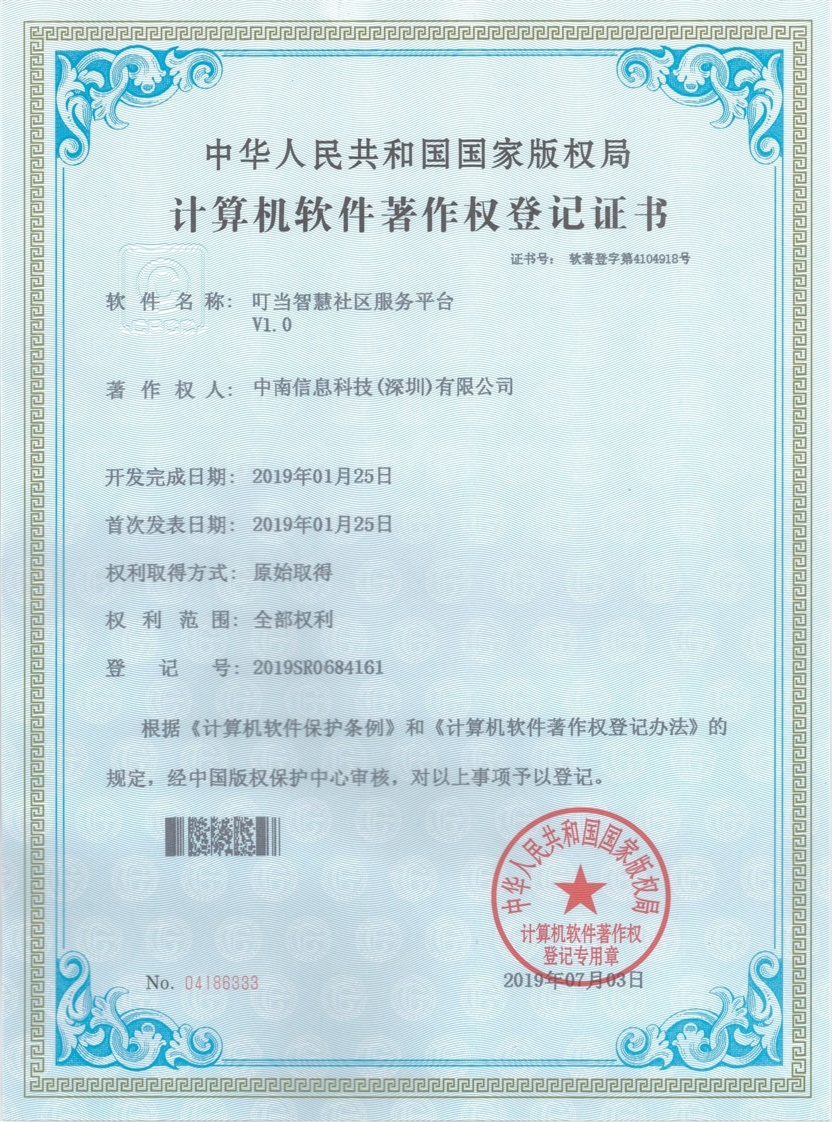 中华人民共和国国家版权局
计算机软件著作权登记证书
证书号： 软著登字第4104918号
软件名称： 叮当智慧社区服务平台
V1.0
著作权人： 中南信息科技(深圳)有限公司
开发完成日期： 2019年01月25日
首次发表日期： 2019年01月25日
权利取得方式： 原始取得
权利范围： 全部权利
登记号： 2019SR0684161
根据《计算机软件保护条例》和《计算机软件著作权登记办法》的
规定，经中国版权保护中心审核，对以上事项予以登记。
中华人民共和国国家版权局
计算机软件著作权
登记专用章
No. 04186333
2019年07月03日